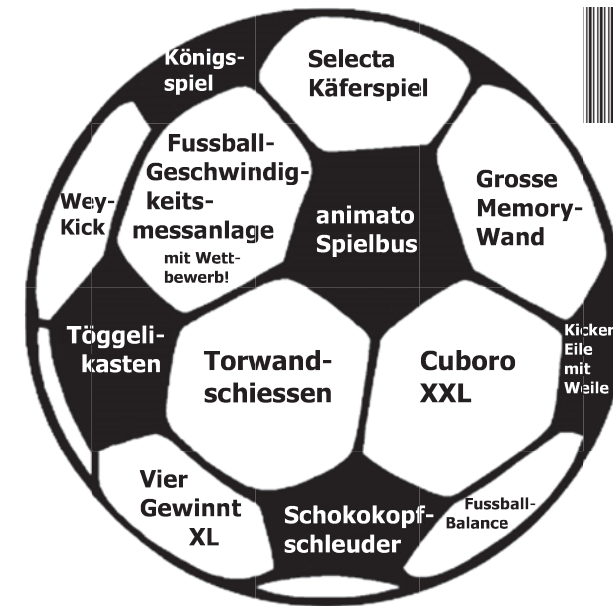 Königs-
spiel
Selecta
Käferspiel
Fussball-
Geschwindig-
keits-
messanlage
mit Wett-
bewerb!
Wey-
Kick
animato
Spielbus
Grosse
Memory-
Wand
Töggeli-
kasten
Torwand-
schiessen
Cuboro
XXL
Kicker
Eile
mit
Weile
Vier
Gewinnt
XL
Schokokopf-
schleuder
Fussball-
Balance